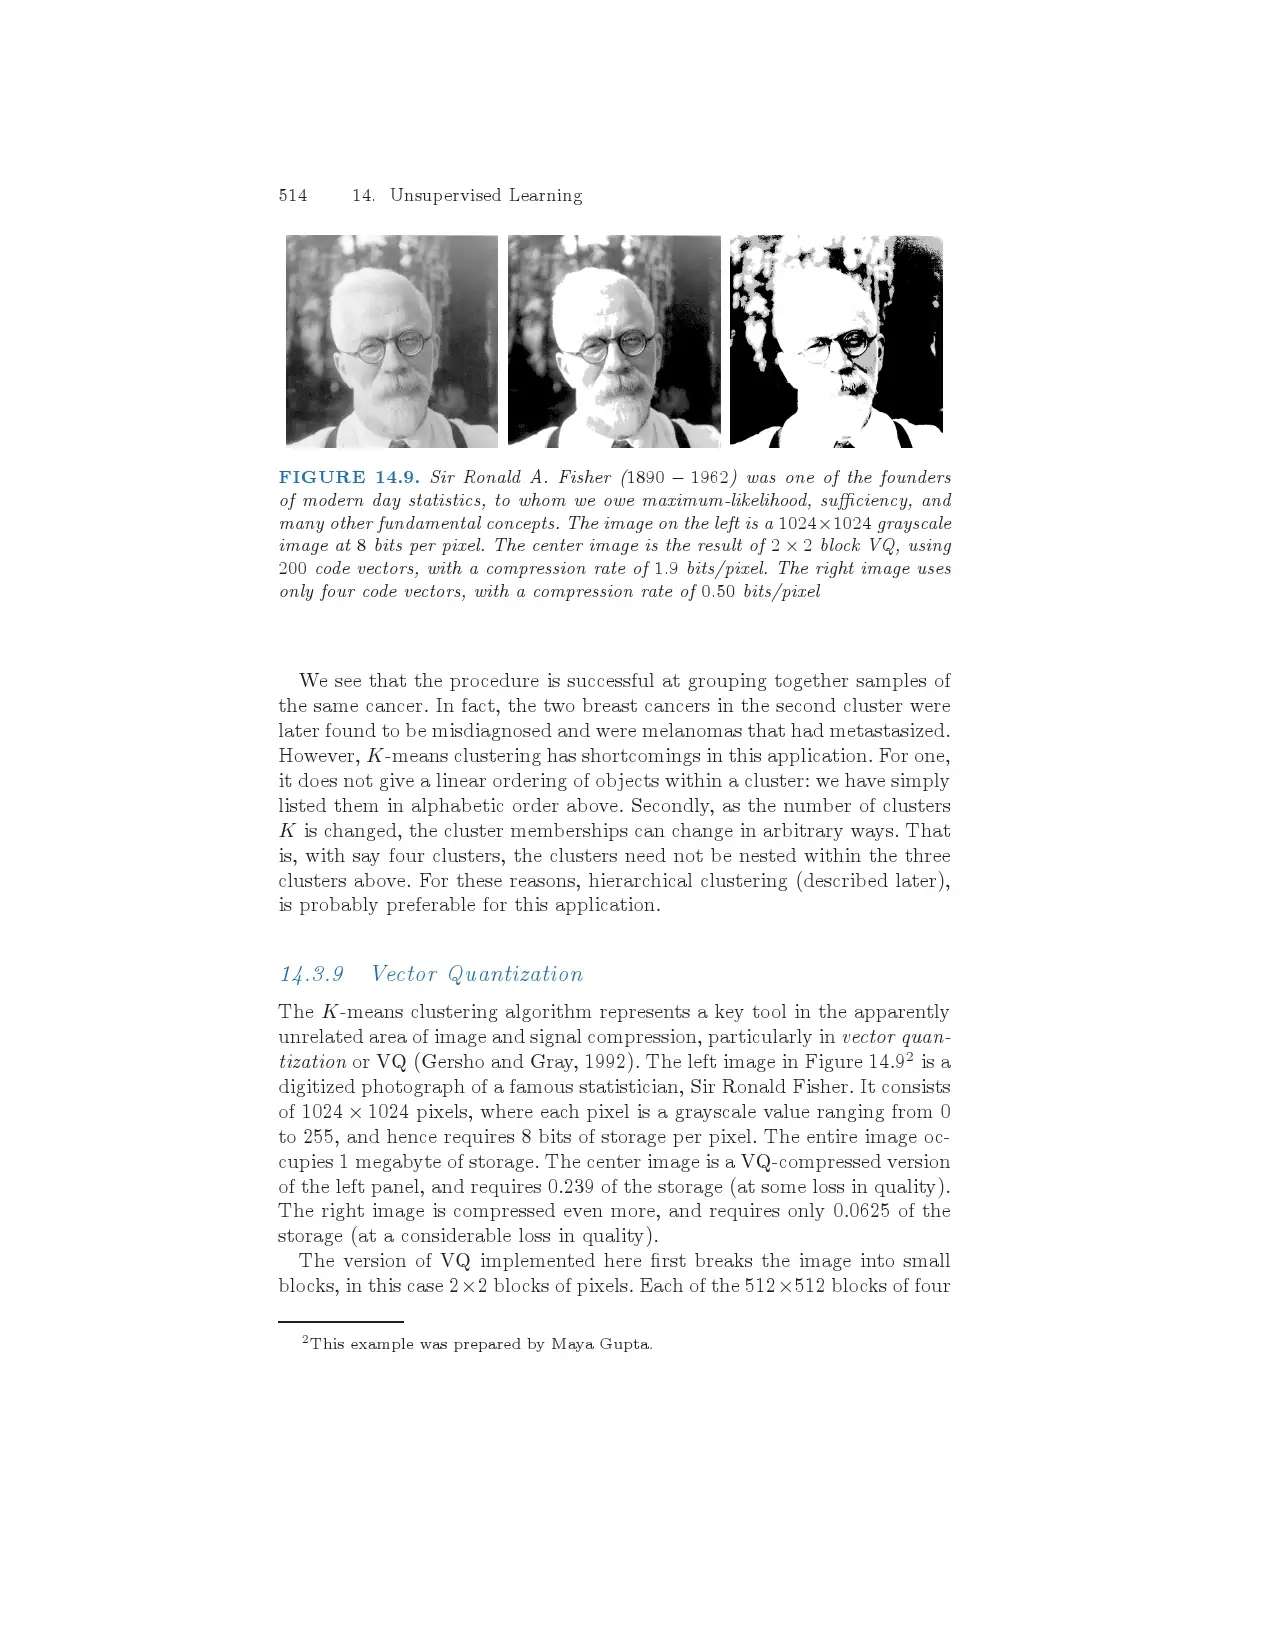 514 14. Unsupervised Learning
FIGURE 14.9. Sir Ronald A. Fisher (1890 − 1962) was one of the founders
of modern day statistics, to whom we owe maximum-likelihood, sufficiency, and
many other fundamental concepts. The image on the left is a 1024×1024 grayscale
image at 8 bits per pixel. The center image is the result of 2 × 2 block VQ, using
200 code vectors, with a compression rate of 1.9 bits/pixel. The right image uses
only four code vectors, with a compression rate of 0.50 bits/pixel
We see that the procedure is successful at grouping together samples of
the same cancer. In fact, the two breast cancers in the second cluster were
later found to be misdiagnosed and were melanomas that had metastasized.
However, K-means clustering has shortcomings in this application. For one,
it does not give a linear ordering of objects within a cluster: we have simply
listed them in alphabetic order above. Secondly, as the number of clusters
K is changed, the cluster memberships can change in arbitrary ways. That
is, with say four clusters, the clusters need not be nested within the three
clusters above. For these reasons, hierarchical clustering (described later),
is probably preferable for this application.
14.3.9 Vector Quantization
The K-means clustering algorithm represents a key tool in the apparently
unrelated area of image and signal compression, particularly in vector quan-
tization or VQ (Gersho and Gray, 1992). The left image in Figure 14.9² is a
digitized photograph of a famous statistician, Sir Ronald Fisher. It consists
of 1024 × 1024 pixels, where each pixel is a grayscale value ranging from 0
to 255, and hence requires 8 bits of storage per pixel. The entire image oc-
cupies 1 megabyte of storage. The center image is a VQ-compressed version
of the left panel, and requires 0.239 of the storage (at some loss in quality).
The right image is compressed even more, and requires only 0.0625 of the
storage (at a considerable loss in quality).
The version of VQ implemented here first breaks the image into small
blocks, in this case 2×2 blocks of pixels. Each of the 512×512 blocks of four
²This example was prepared by Maya Gupta.